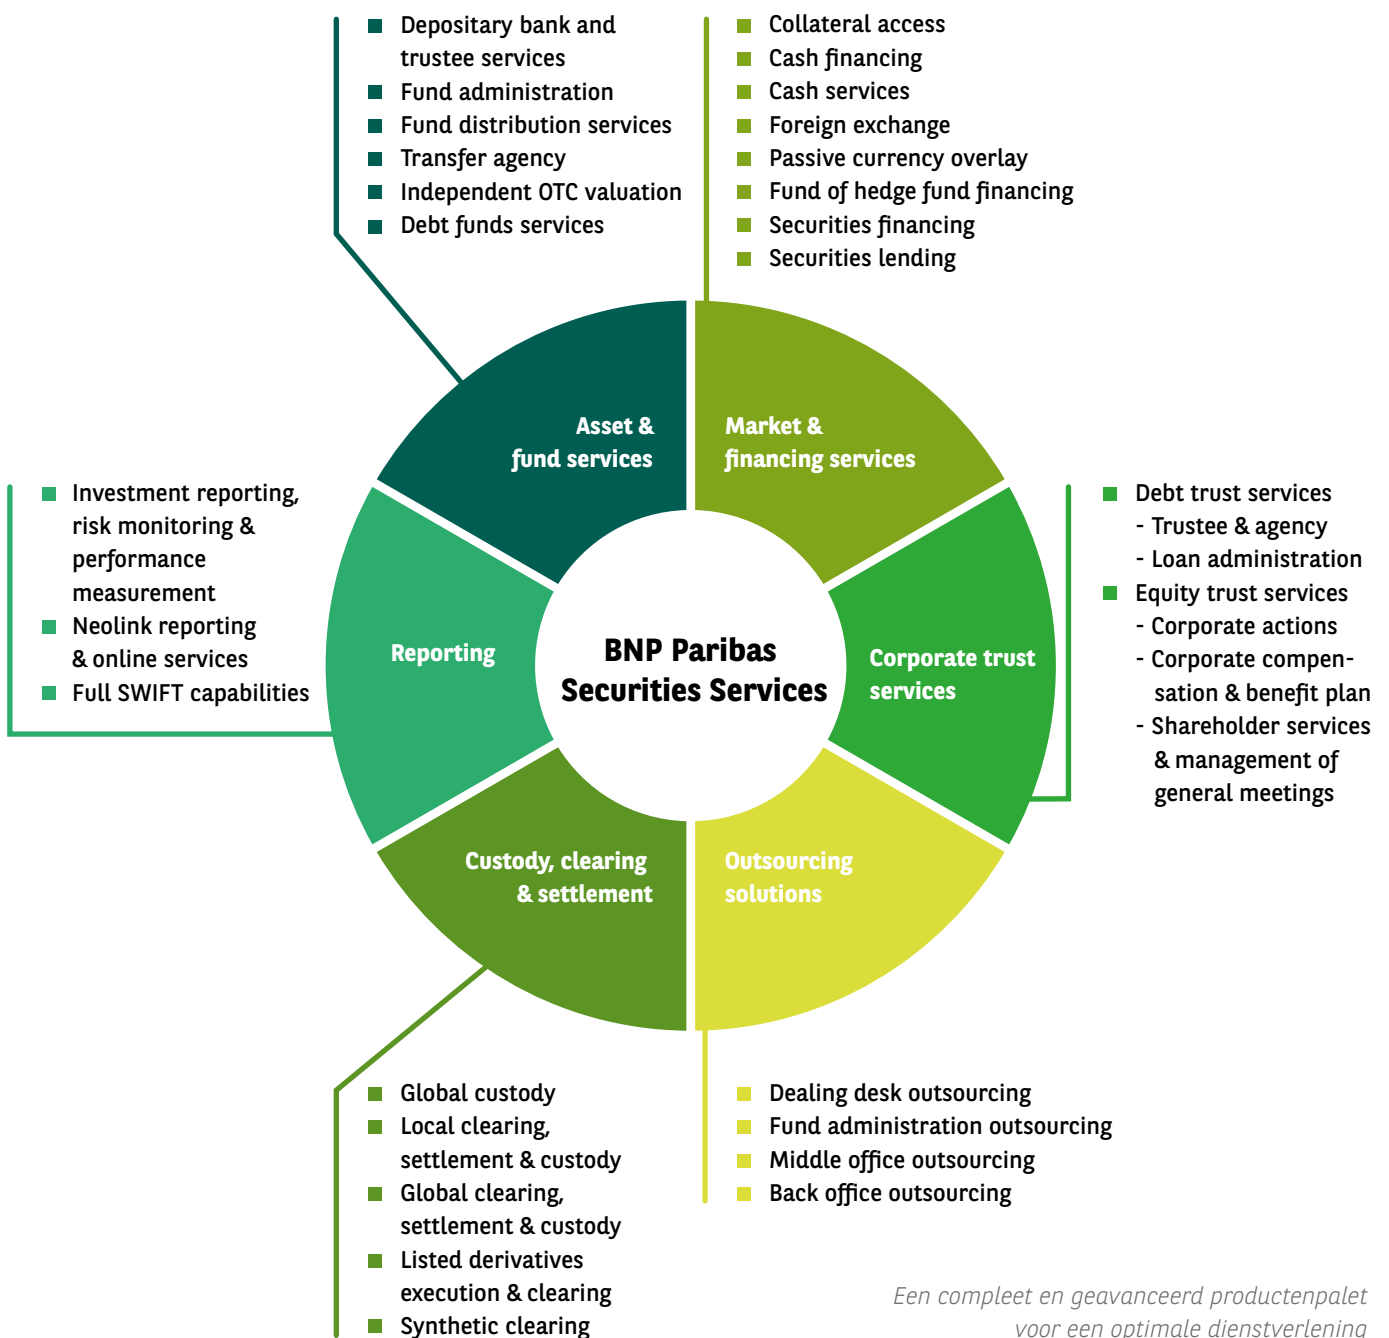 Depositary bank and
trustee services
Fund administration
Fund distribution services
Transfer agency
Independent OTC valuation
Debt funds services
Collateral access
Cash financing
Cash services
Foreign exchange
Passive currency overlay
Fund of hedge fund financing
Securities financing
Securities lending
Asset &
fund services
Market &
financing services
Investment reporting,
risk monitoring &
performance
measurement
Neolink reporting
& online services
Full SWIFT capabilities
Reporting
BNP Paribas
Securities Services
Corporate trust
services
Debt trust services
- Trustee & agency
- Loan administration
Equity trust services
- Corporate actions
- Corporate compen-
sation & benefit plan
- Shareholder services
& management of
general meetings
Custody, clearing
& settlement
Outsourcing
solutions
Global custody
Local clearing,
settlement & custody
Global clearing,
settlement & custody
Listed derivatives
execution & clearing
Synthetic clearing
Dealing desk outsourcing
Fund administration outsourcing
Middle office outsourcing
Back office outsourcing
Een compleet en geavanceerd productenpalet
voor een optimale dienstverlening